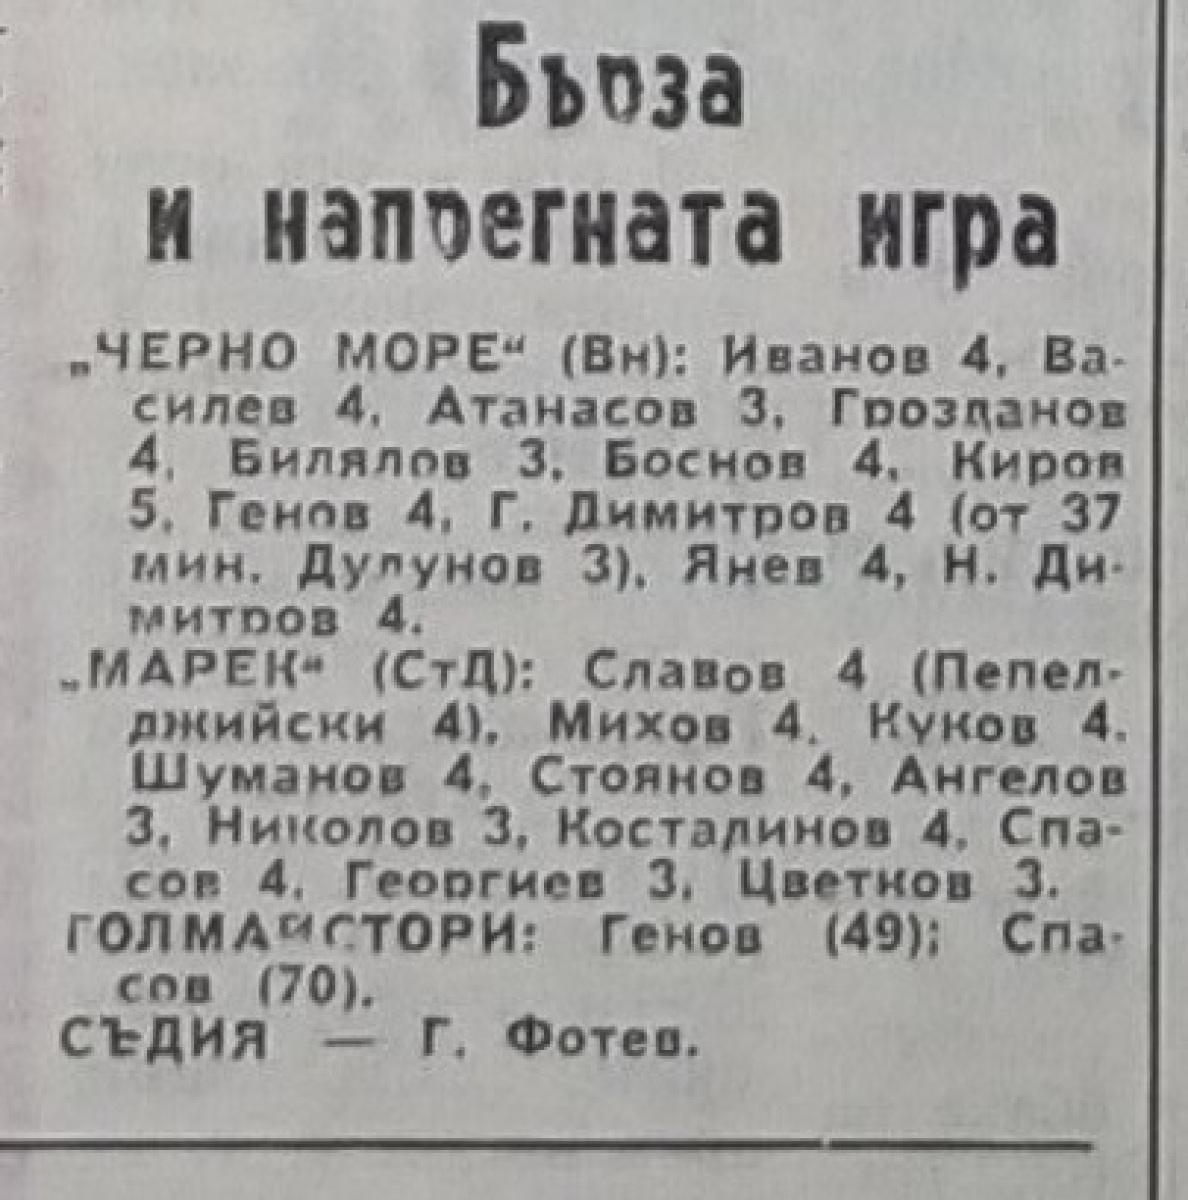 Бърза
и напрегната игра
„ЧЕРНО МОРЕ“ (Вн): Иванов 4, Ва-
силев 4, Атанасов 3, Грозданов
4, Билялов 3, Боснов 4, Киров
5, Генов 4, Г. Димитров 4 (от 37
мин. Дулунов 3), Янев 4, Н. Ди-
митров 4.
„МАРЕК“ (СтД): Славов 4 (Пепел-
джийски 4), Михов 4, Куков 4,
Шуманов 4, Стоянов 4, Ангелов
3, Николов 3, Косталинов 4, Спа-
сов 4, Георгиев 3, Цветков 3.
ГОЛМАЙСТОРИ: Генов (49); Спа-
сов (70).
СЪДИЯ — Г. Фотев.